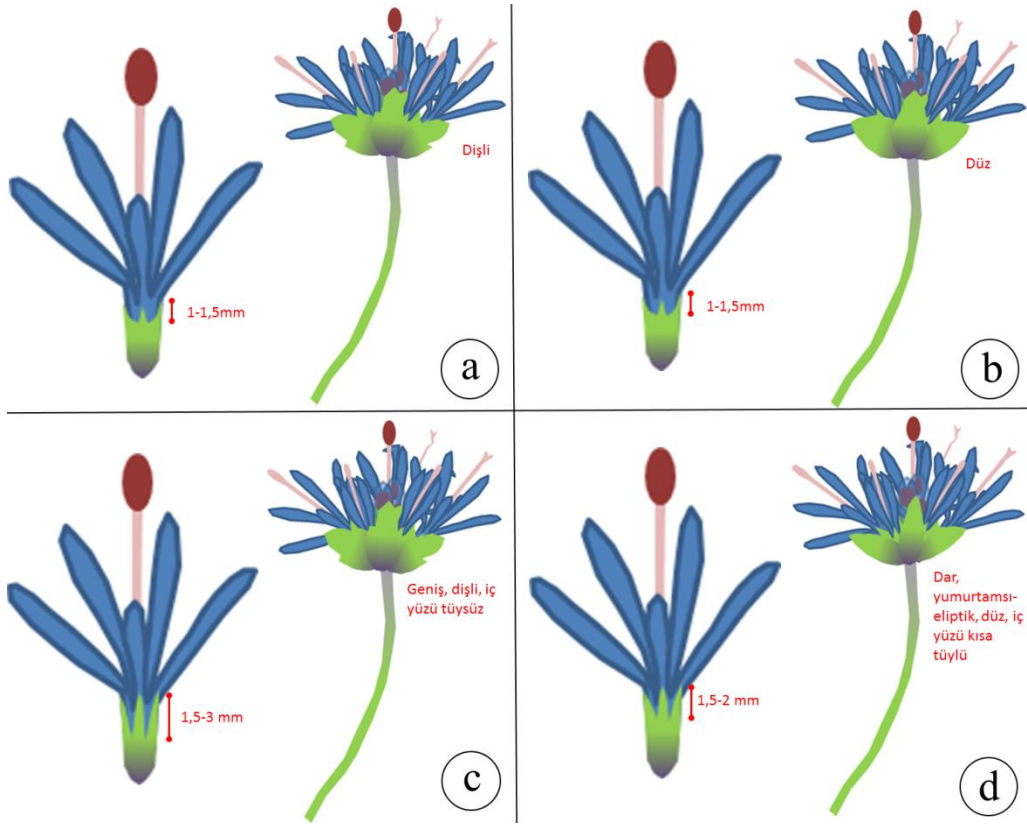 Dişli
1-1,5mm
a
Düz
1-1,5mm
b
Geniş, dişli, iç
yüzü tüysüz
1,5-3 mm
c
Dar,
yumurtamsı-
eliptik, düz, iç
yüzü kısa
tüylü
1,5-2 mm
d